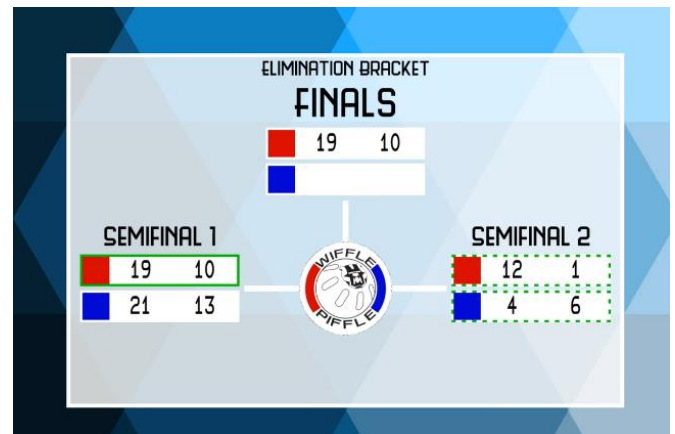 ELIMINATION BRACKET
FINALS
19 10
SEMIFINAL 1
19 10
21 13
WIFFLE
PIFFLE
SEMIFINAL 2
12 1
4 6